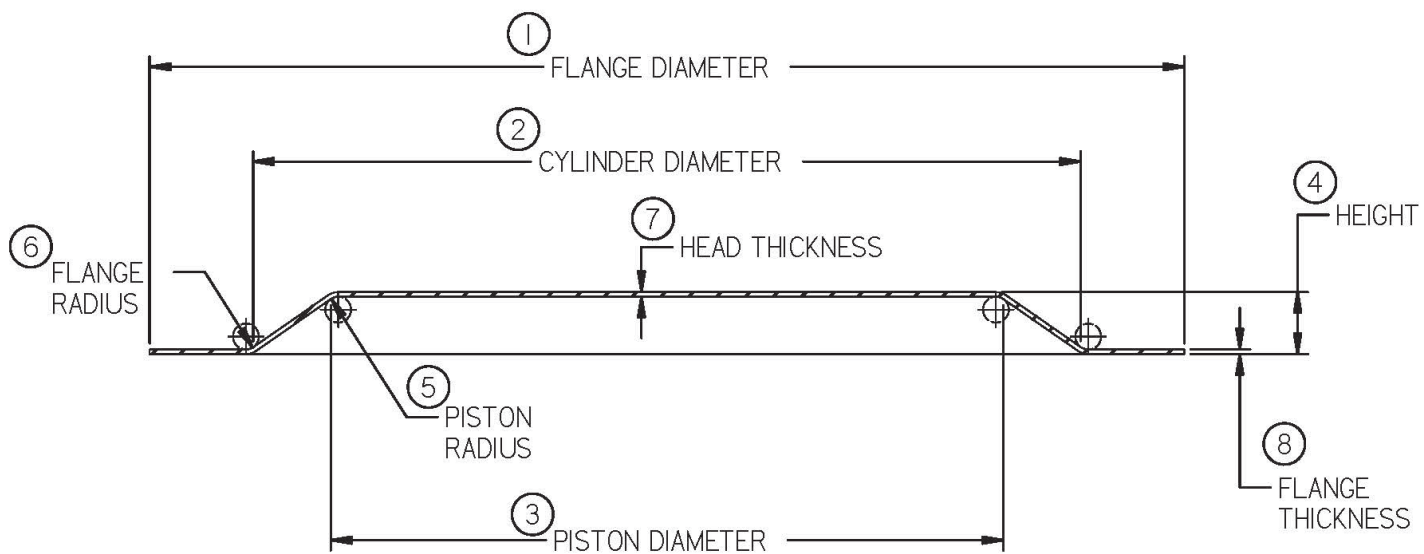 1
FLANGE DIAMETER
2
CYLINDER DIAMETER
4
HEIGHT
7
HEAD THICKNESS
6
FLANGE
RADIUS
5
PISTON
RADIUS
8
FLANGE
THICKNESS
3
PISTON DIAMETER